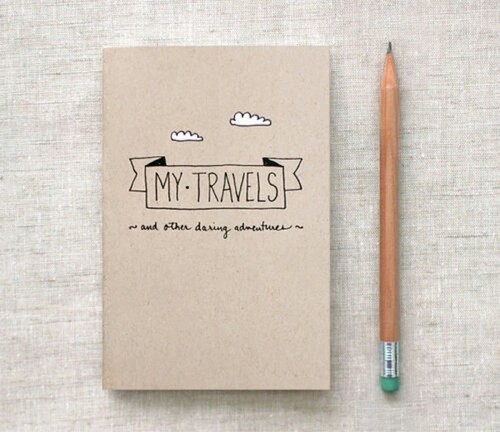 MY·TRAVELS
~ and other daring adventures ~